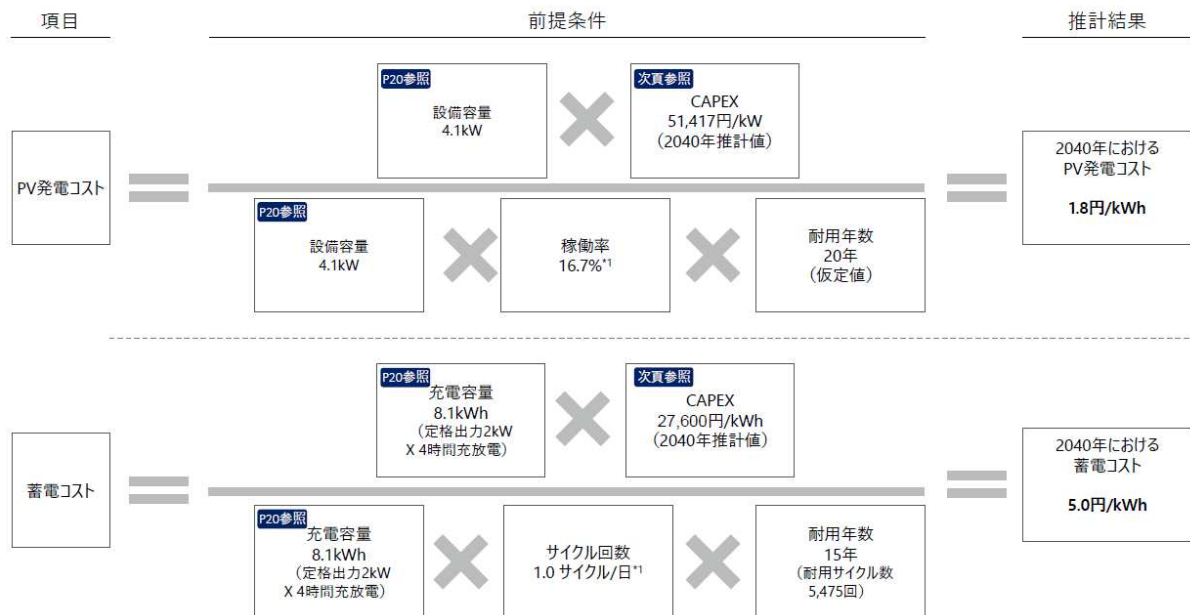 項目
前提条件
推計結果
PV発電コスト
P20参照
設備容量
4.1kW
次頁参照
CAPEX
51,417円/kW
（2040年推計値）
P20参照
設備容量
4.1kW
稼働率
16.7%*1
耐用年数
20年
（仮定値）
2040年における
PV発電コスト
1.8円/kWh
蓄電コスト
P20参照
充電容量
8.1kWh
（定格出力2kW
X 4時間充放電）
次頁参照
CAPEX
27,600円/kWh
（2040年推計値）
P20参照
充電容量
8.1kWh
（定格出力2kW
X 4時間充放電）
サイクル回数
1.0 サイクル/日*1
耐用年数
15年
（耐用サイクル数
5,475回）
2040年における
蓄電コスト
5.0円/kWh